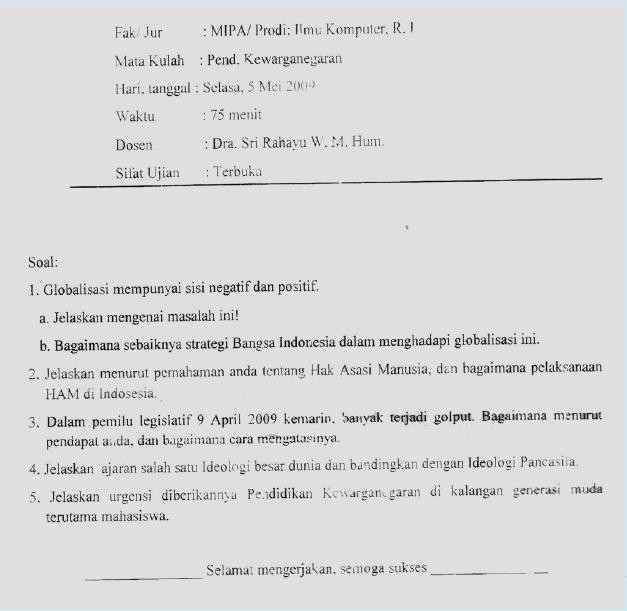 Fak/ Jur : MIPA/ Prodi: Ilmu Komputer, R. I
Mata Kulah : Pend. Kewarganegaran
Hari, tanggal : Selasa, 5 Mei 2009
Waktu : 75 menit
Dosen : Dra. Sri Rahayu W, M. Hum.
Sifat Ujian : Terbuka
Soal:
1. Globalisasi mempunyai sisi negatif dan positif.
a. Jelaskan mengenai masalah ini!
b. Bagaimana sebaiknya strategi Bangsa Indonesia dalam menghadapi globalisasi ini.
2. Jelaskan menurut pemahaman anda tentang Hak Asasi Manusia, dan bagaimana pelaksanaan
HAM di Indosesia.
3. Dalam pemilu legislatif 9 April 2009 kemarin, banyak terjadi golput. Bagaimana menurut
pendapat anda, dan bagaimana cara mengatasinya.
4. Jelaskan ajaran salah satu Ideologi besar dunia dan bandingkan dengan Ideologi Pancasila.
5. Jelaskan urgensi diberikannya Pendidikan Kewarganegaran di kalangan generasi muda
terutama mahasiswa.
Selamat mengerjakan, semoga sukses